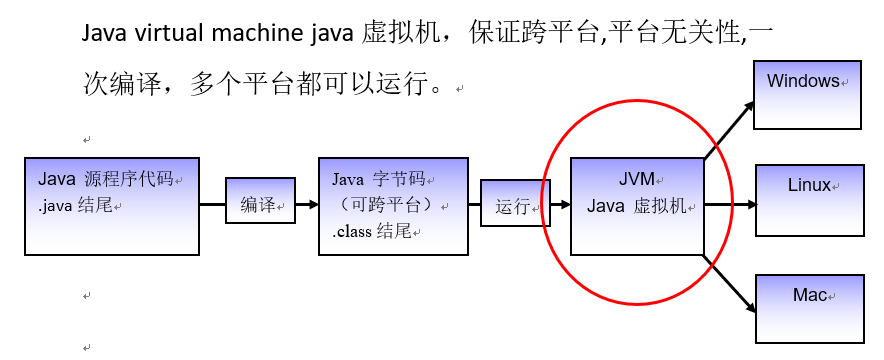 Java virtual machine java 虚拟机，保证跨平台,平台无关性,一
次编译，多个平台都可以运行。
Windows
Java 源程序代码
.java 结尾
编译
Java 字节码
（可跨平台）
.class 结尾
运行
JVM
Java 虚拟机
Linux
Mac